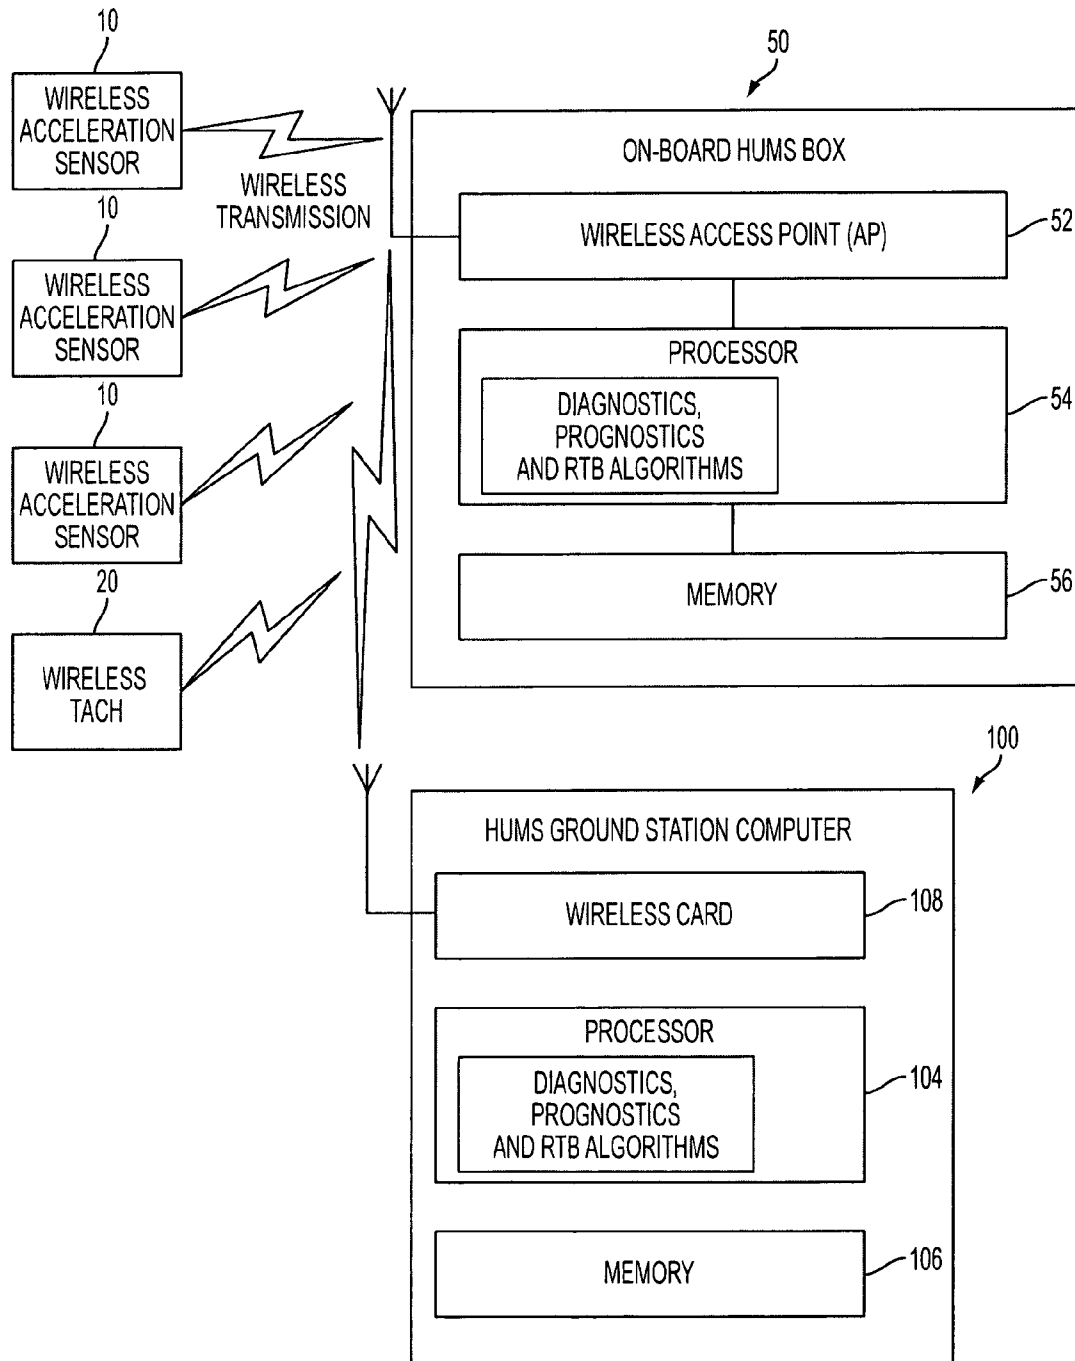 10
WIRELESS
ACCELERATION
SENSOR
WIRELESS
TRANSMISSION
10
WIRELESS
ACCELERATION
SENSOR
10
WIRELESS
ACCELERATION
SENSOR
20
WIRELESS
TACH
50
ON-BOARD HUMS BOX
WIRELESS ACCESS POINT (AP)
52
PROCESSOR
DIAGNOSTICS,
PROGNOSTICS
AND RTB ALGORITHMS
54
MEMORY
56
100
HUMS GROUND STATION COMPUTER
WIRELESS CARD
108
PROCESSOR
DIAGNOSTICS,
PROGNOSTICS
AND RTB ALGORITHMS
104
MEMORY
106